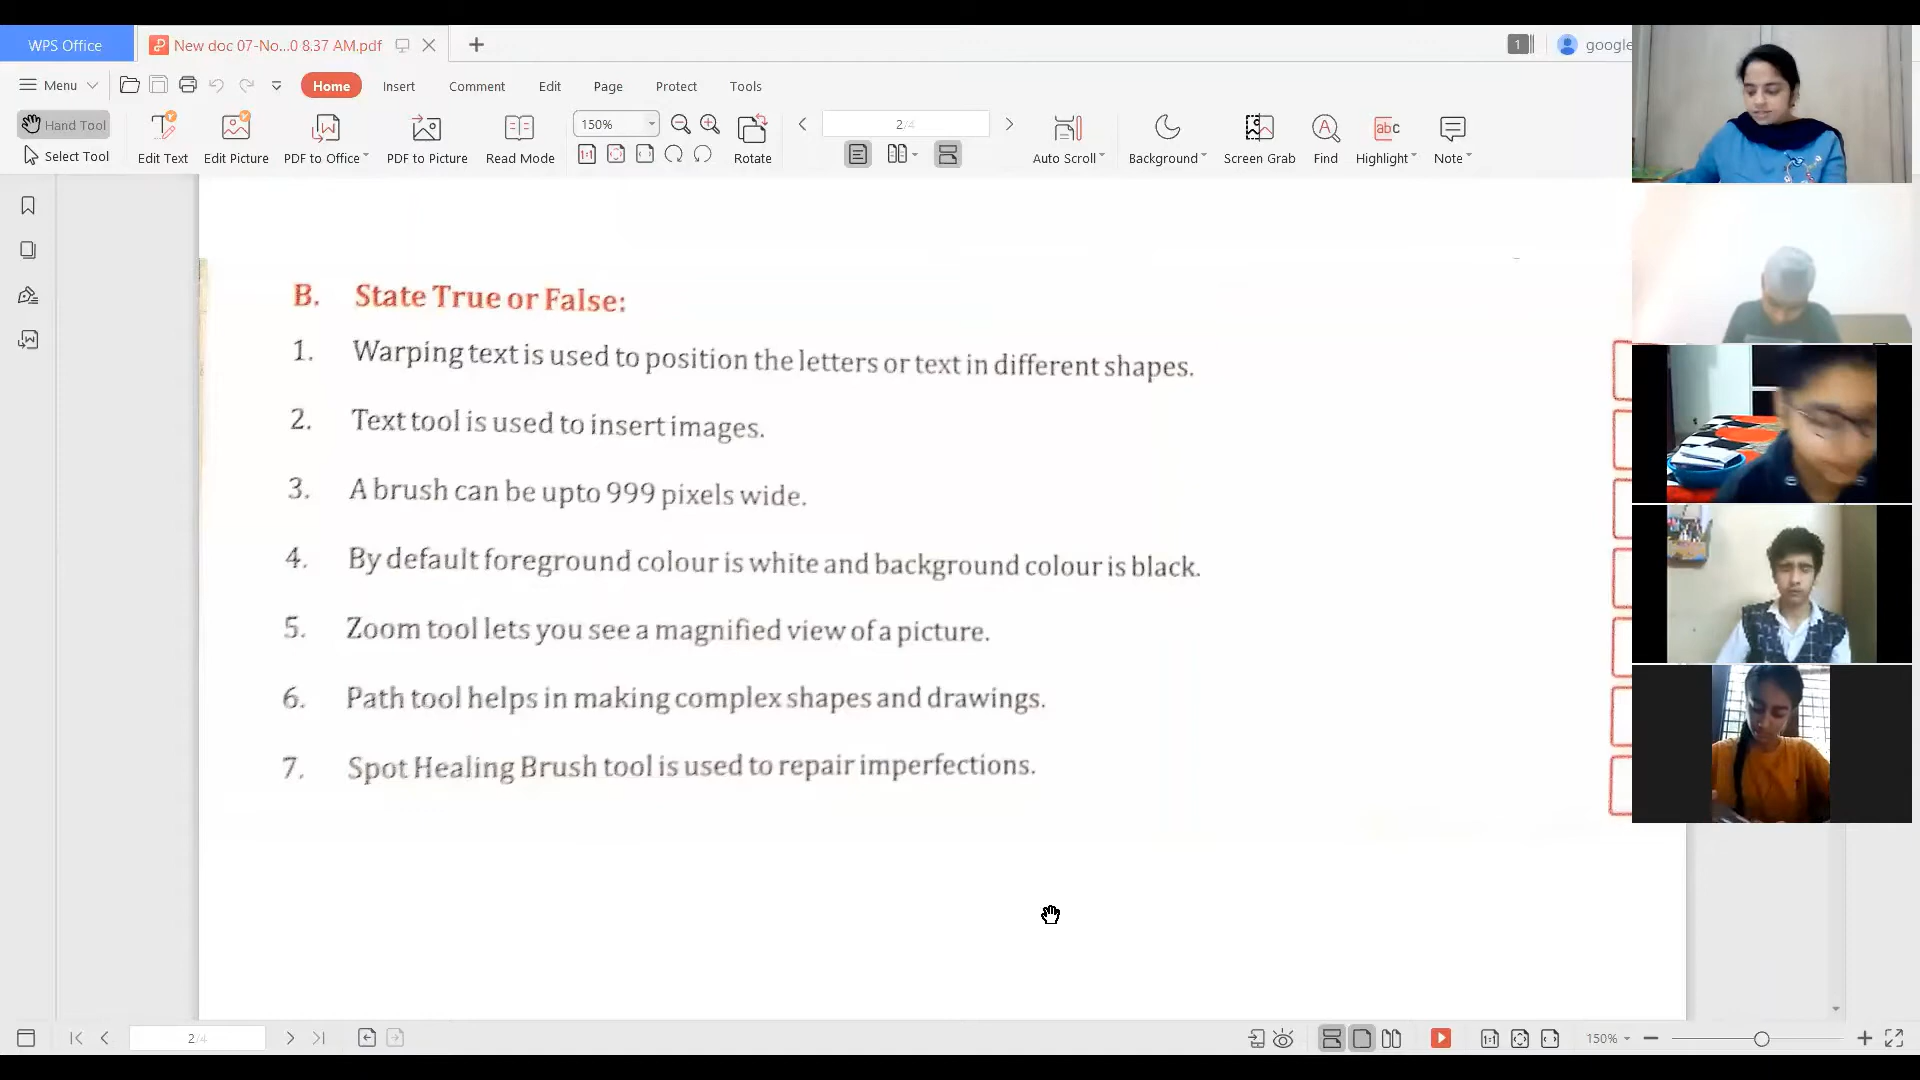 WPS Office
New doc 07-No...0 8.37 AM.pdf
1
google
Menu
Home
Insert
Comment
Edit
Page
Protect
Tools
Hand Tool
Select Tool
Edit Text
Edit Picture
PDF to Office
PDF to Picture
Read Mode
150%
Rotate
2/4
Auto Scroll
Background
Screen Grab
Find
Highlight
Note
B. State True or False:
1. Warping text is used to position the letters or text in different shapes.
2. Text tool is used to insert images.
3. A brush can be upto 999 pixels wide.
4. By default foreground colour is white and background colour is black.
5. Zoom tool lets you see a magnified view of a picture.
6. Path tool helps in making complex shapes and drawings.
7. Spot Healing Brush tool is used to repair imperfections.
2/4
150%